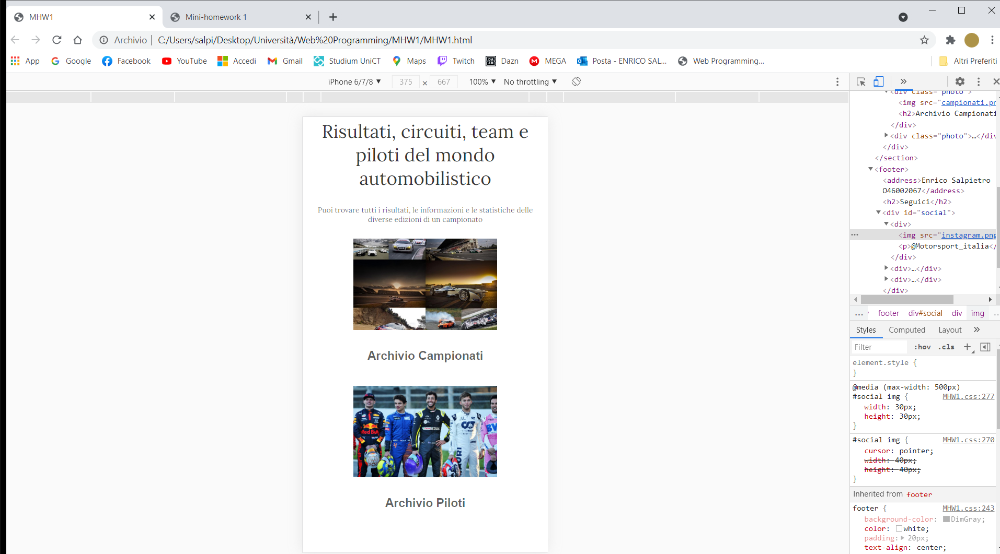 MHW1
Mini-homework 1
Archivo | C:/Users/salpi/Desktop/Università/Web%20Programming/MHW1/MHW1.html
App Google Facebook YouTube Accedi Gmail Studium UniCT Maps Twitch Dazn MEGA Posta - ENRICO SAL... Web Programming... Altri Preferiti
iPhone 6/7/8 ▼ 375 × 667 100% ▼ No throttling ▼
Risultati, circuiti, team e
piloti del mondo
automobilistico
Puoi trovare tutti i risultati, le informazioni e le statistiche delle
diverse edizioni di un campionato
Archivio Campionati
Archivio Piloti
<div class="photo">
<img src="campionati.pn
<h2>Archivio Campionati
</div>
<div class="photo">…</div
</div>
</section>
<footer>
<address>Enrico Salpietro
O46002067</address>
<h2>Seguici</h2>
<div id="social">
<div>
<img src="instagram.png
<p>@Motorsport_italia</
</div>
<div>…</div>
<div>…</div>
</div>
... footer div#social div img ...
Styles Computed Layout »
Filter :hov .cls +
element.style {
}
@media (max-width: 500px)
#social img { MHW1.css:277
width: 30px;
height: 30px;
}
#social img { MHW1.css:270
cursor: pointer;
width: 40px;
height: 40px;
}
Inherited from footer
footer { MHW1.css:243
background-color: DimGray;
color: white;
padding: 20px;
text-align: center;